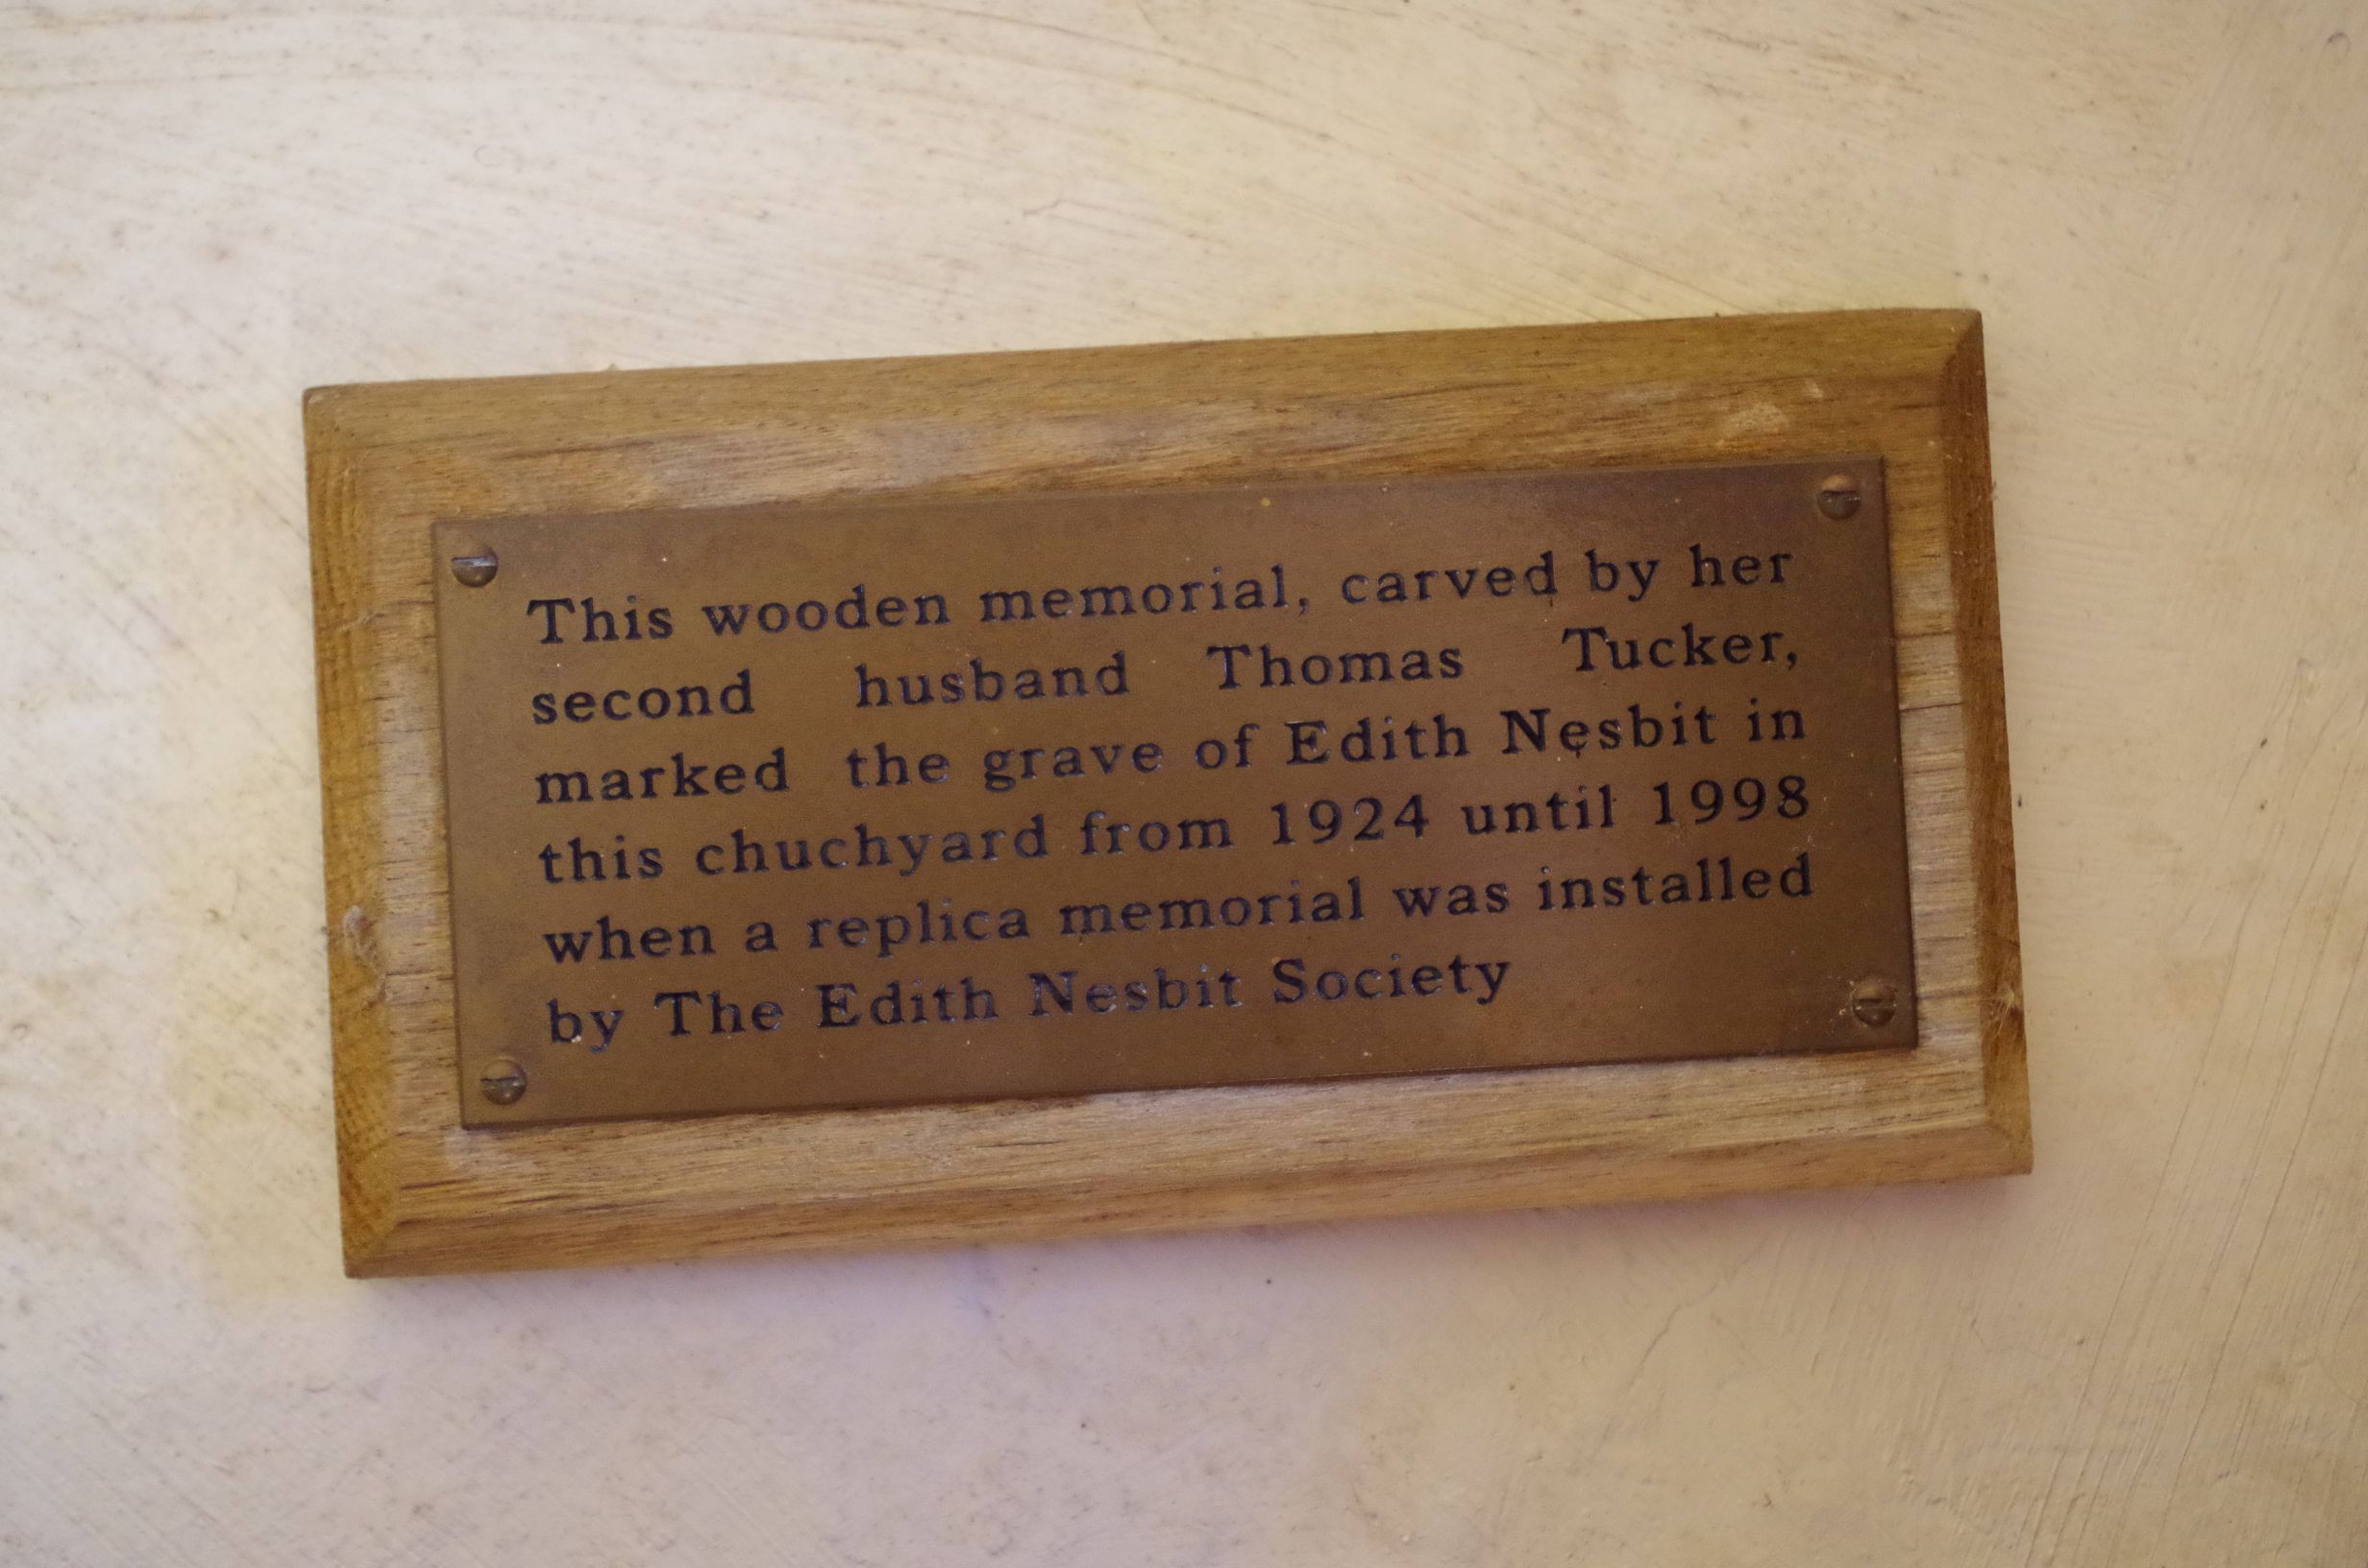 This wooden memorial, carved by her
second husband Thomas Tucker,
marked the grave of Edith Nesbit in
this chuchyard from 1924 until 1998
when a replica memorial was installed
by The Edith Nesbit Society